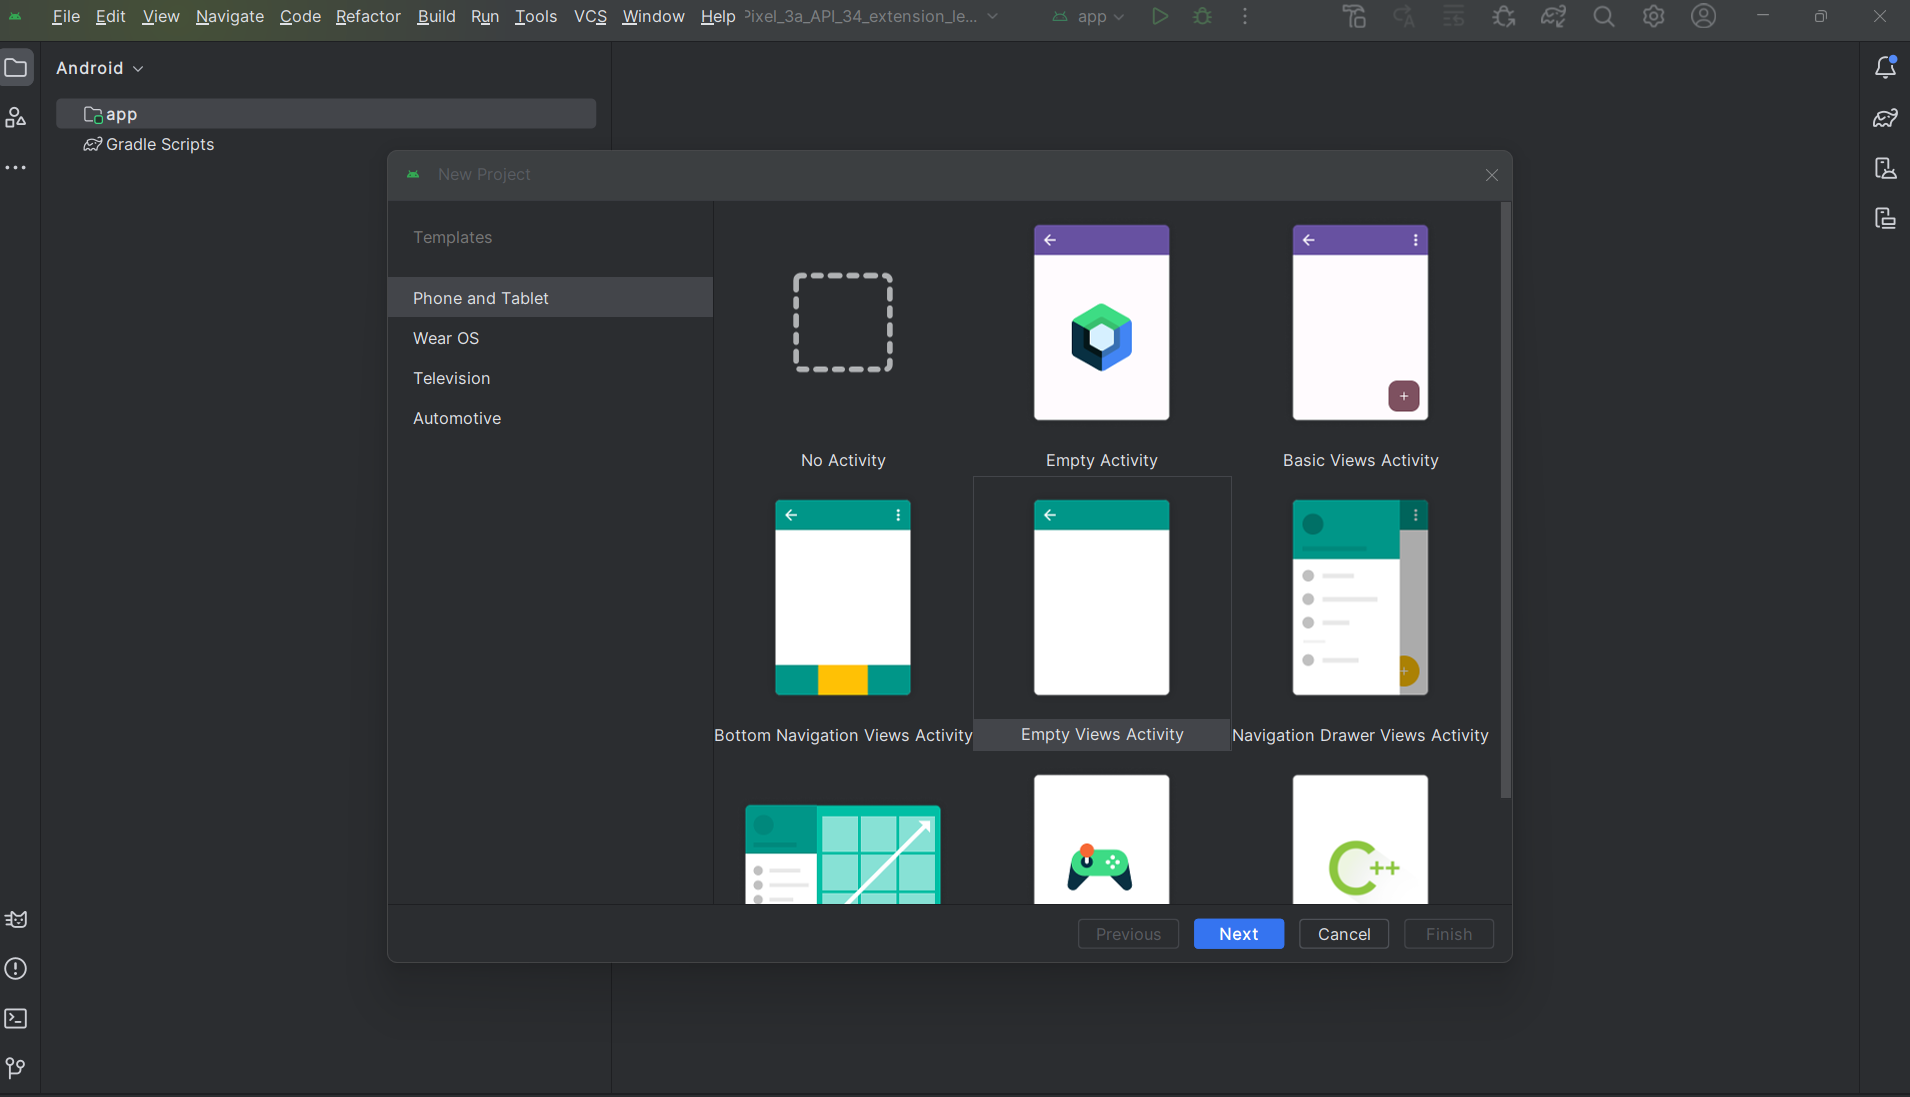 File Edit View Navigate Code Refactor Build Run Tools VCS Window Help Pixel_3a_API_34_extension_le... app
Android
app
Gradle Scripts
New Project
Templates
Phone and Tablet
Wear OS
Television
Automotive
No Activity Empty Activity Basic Views Activity
Bottom Navigation Views Activity Empty Views Activity Navigation Drawer Views Activity
C++
Previous Next Cancel Finish